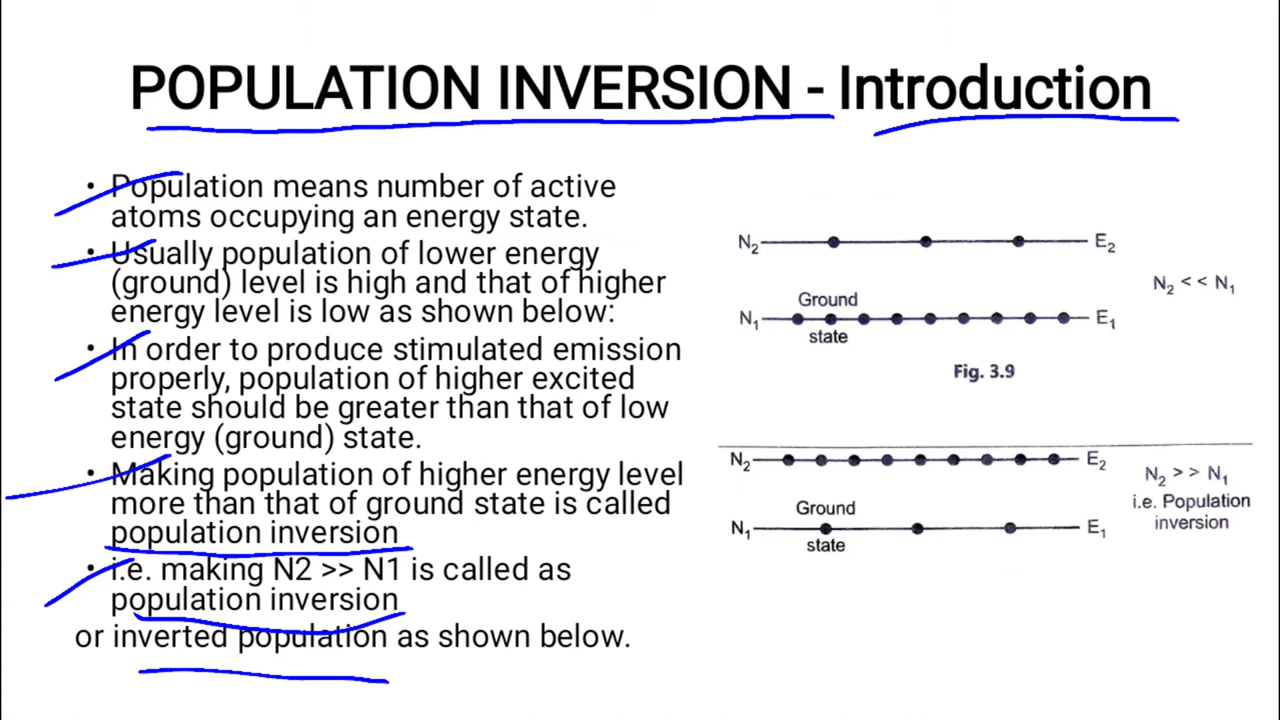 POPULATION INVERSION - Introduction
• Population means number of active
atoms occupying an energy state.
• Usually population of lower energy
(ground) level is high and that of higher
energy level is low as shown below:
• In order to produce stimulated emission
properly, population of higher excited
state should be greater than that of low
energy (ground) state.
• Making population of higher energy level
more than that of ground state is called
population inversion
• i.e. making N2 >> N1 is called as
population inversion
or inverted population as shown below.
N₂ E₂
N₂ < < N₁
Ground
N₁ E₁
state
Fig. 3.9
N₂ E₂
N₂ > > N₁
i.e. Population
inversion
Ground
N₁ E₁
state